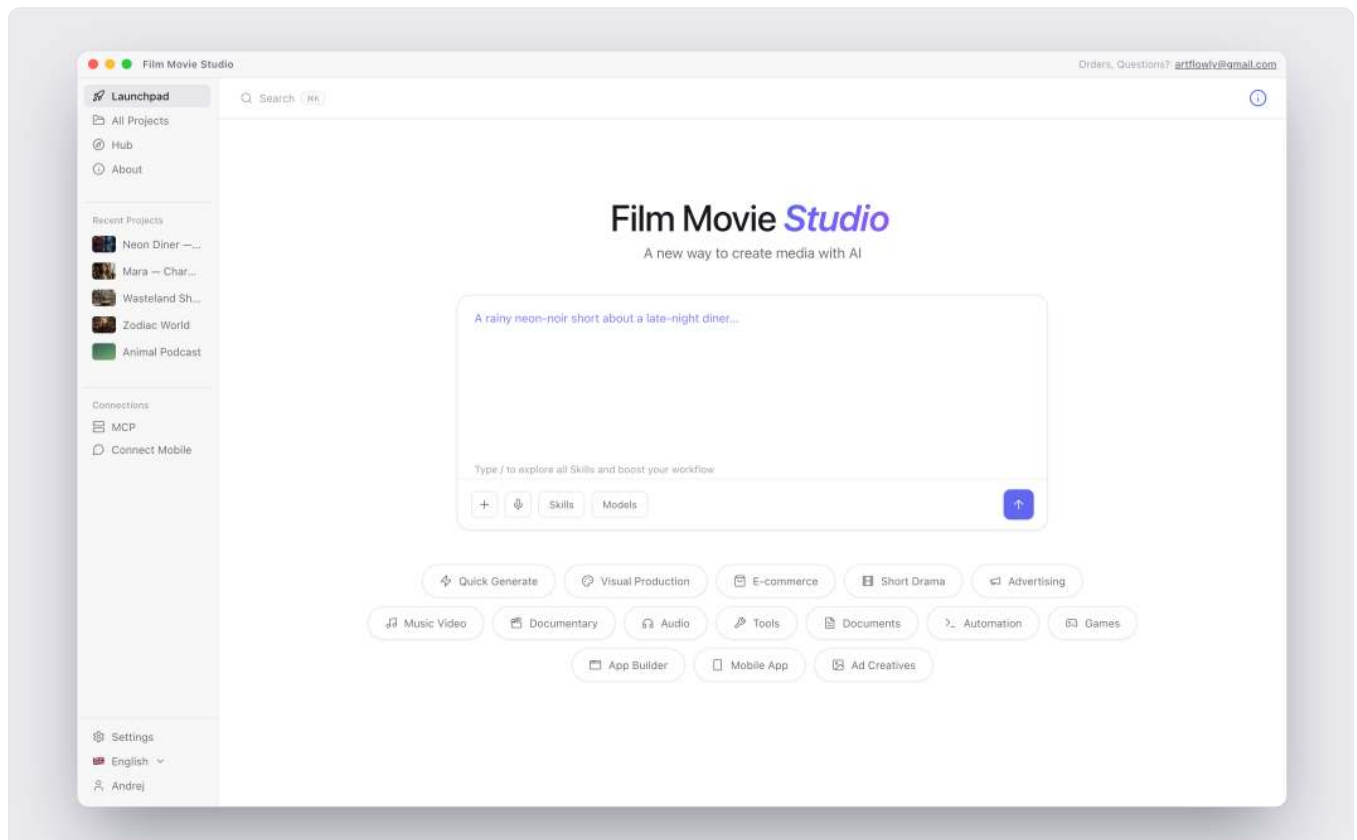 Film Movie Studio
Orders, Questions? artflowlv@gmail.com
Launchpad
All Projects
Hub
About
Recent Projects
Neon Diner —...
Mara — Char...
Wasteland Sh...
Zodiac World
Animal Podcast
Connections
MCP
Connect Mobile
Settings
English
Andrej
Search ⌘K
Film Movie Studio
A new way to create media with AI
A rainy neon-noir short about a late-night diner...
Type / to explore all Skills and boost your workflow
Skills Models
Quick Generate Visual Production E-commerce Short Drama Advertising
Music Video Documentary Audio Tools Documents Automation Games
App Builder Mobile App Ad Creatives